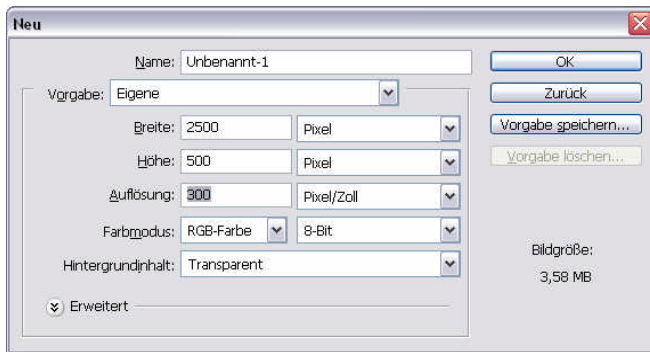 Neu
Name: Unbenannt-1
OK
Vorgabe: Eigene
Zurück
Breite: 2500 Pixel
Vorgabe speichern...
Höhe: 500 Pixel
Vorgabe löschen...
Auflösung: 300 Pixel/Zoll
Farbmodus: RGB-Farbe 8-Bit
Bildgröße:
Hintergrundinhalt: Transparent
3,58 MB
Erweitert